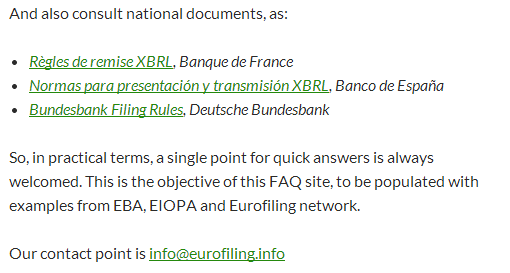 And also consult national documents, as:
• Règles de remise XBRL, Banque de France
• Normas para presentación y transmisión XBRL, Banco de España
• Bundesbank Filing Rules, Deutsche Bundesbank
So, in practical terms, a single point for quick answers is always
welcomed. This is the objective of this FAQ site, to be populated with
examples from EBA, EIOPA and Eurofiling network.
Our contact point is info@eurofiling.info